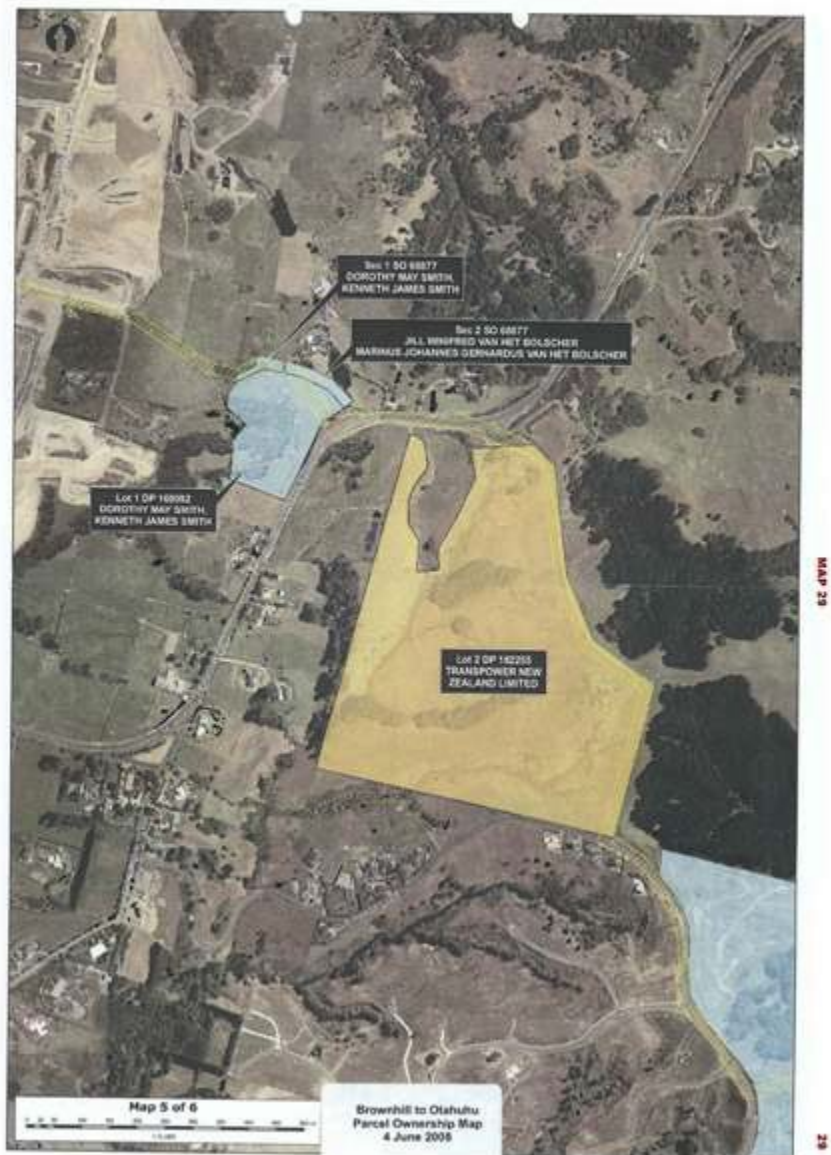 Sec 1 SO 68877
DOROTHY MAY SMITH,
KENNETH JAMES SMITH
Sec 2 SO 68877
JILL WINIFRED VAN HET BOLSCHER
MARINUS JOHANNES GERHARDUS VAN HET BOLSCHER
Lot 1 DP
DOROTHY MAY SMITH,
KENNETH JAMES SMITH
Lot 2 DP 182255
TRANSPOWER NEW
ZEALAND LIMITED
MAP 29
Map 5 of 6
Brownhill to Otahuhu
Parcel Ownership Map
4 June 2008
29